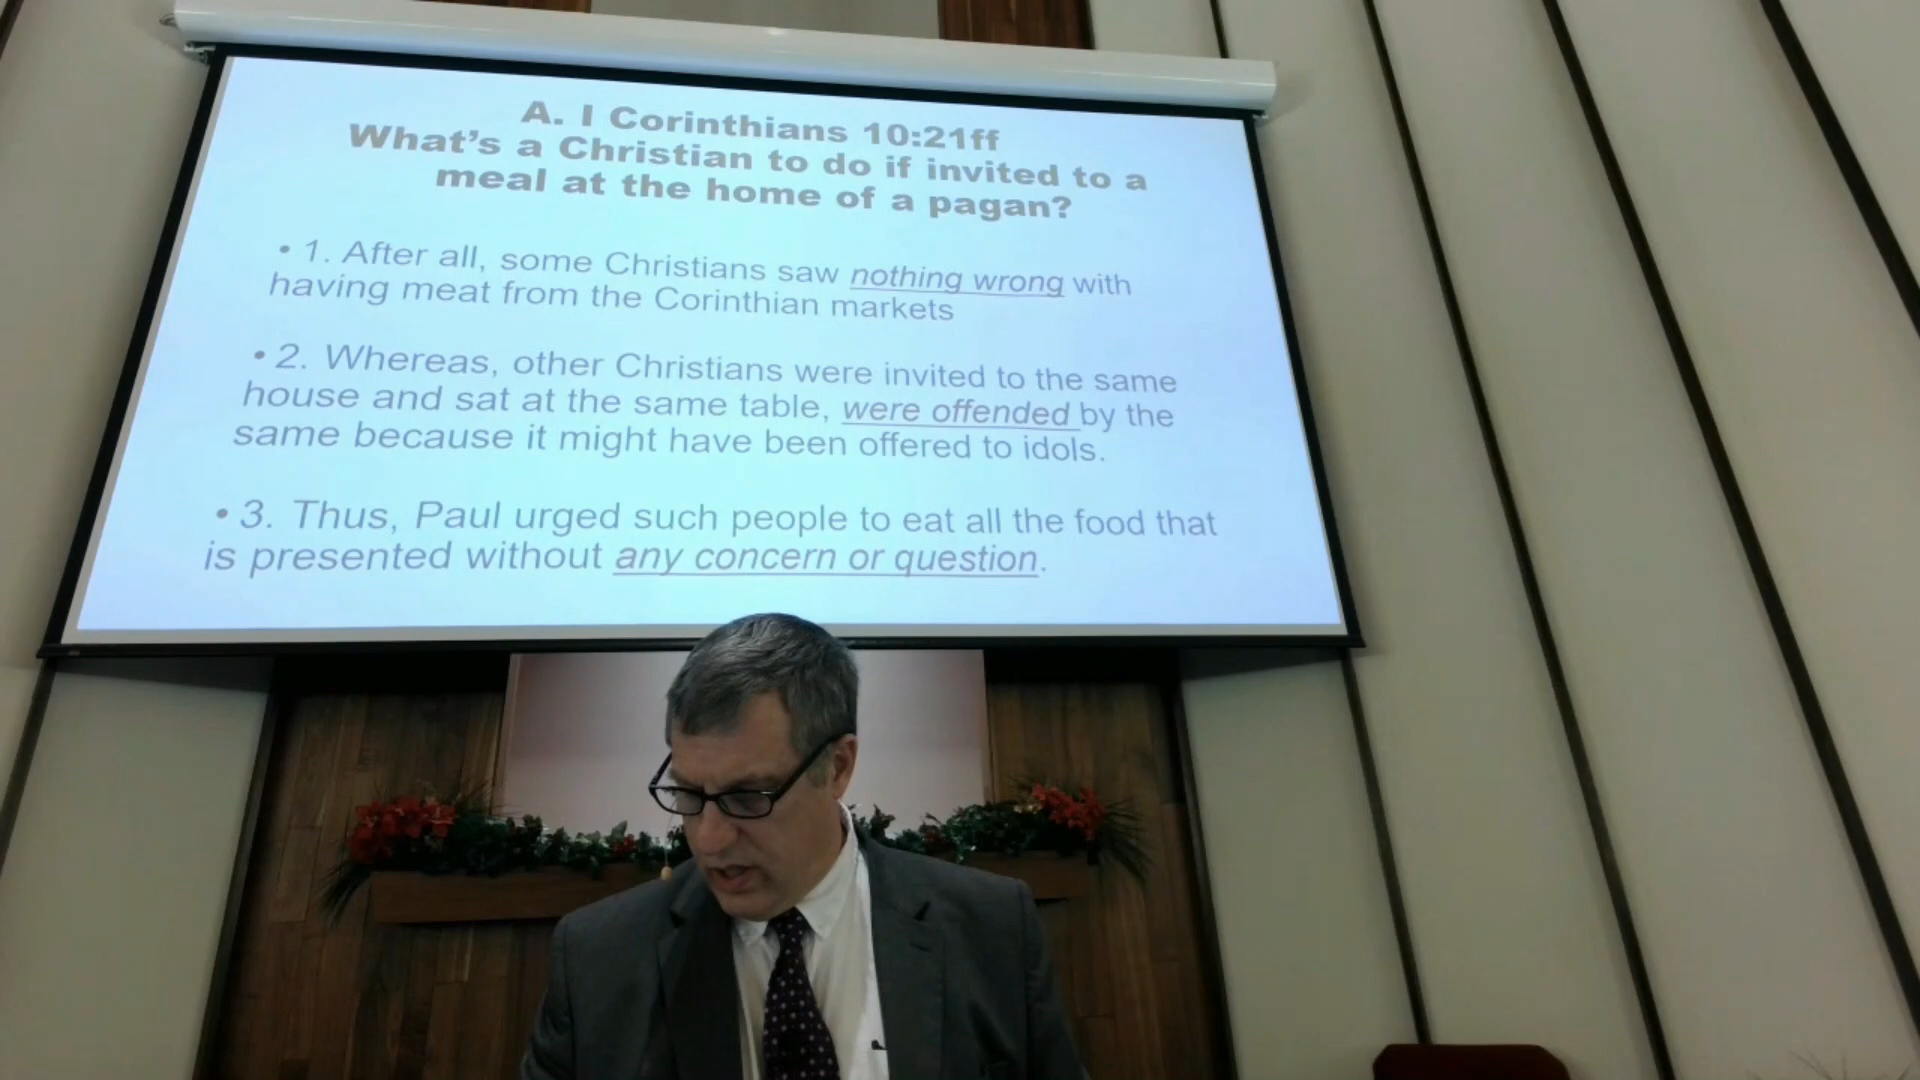 A. I Corinthians 10:21ff
What's a Christian to do if invited to a
meal at the home of a pagan?
• 1. After all, some Christians saw nothing wrong with
having meat from the Corinthian markets
• 2. Whereas, other Christians were invited to the same
house and sat at the same table, were offended by the
same because it might have been offered to idols.
• 3. Thus, Paul urged such people to eat all the food that
is presented without any concern or question.